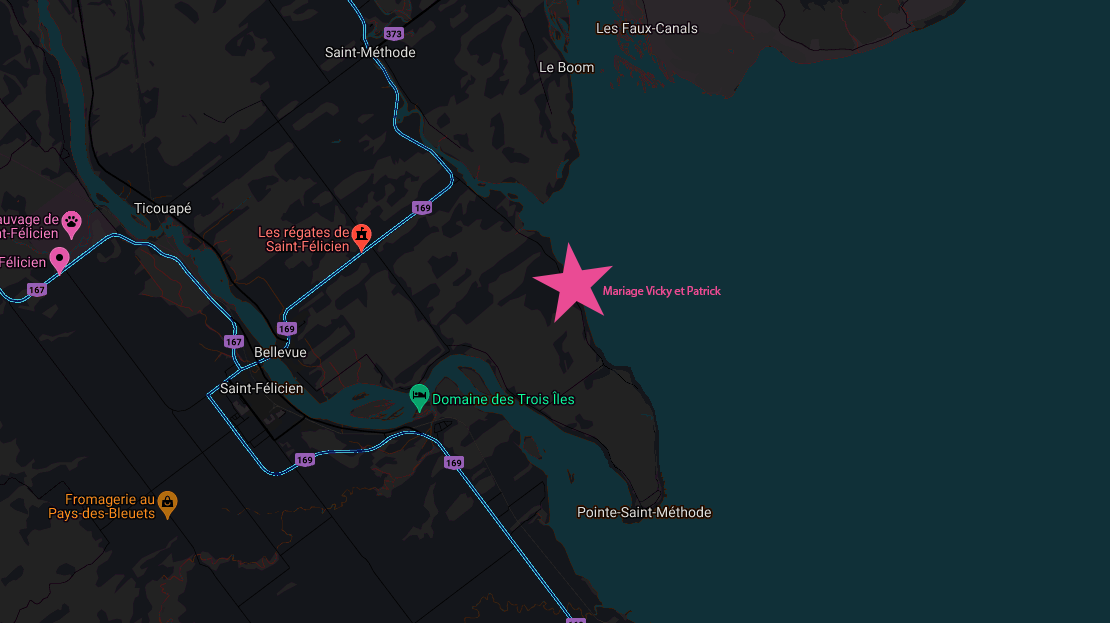 Les Faux-Canals
373
Saint-Méthode
Le Boom
Ticouapé
169
auvage de
nt-Félicien
Les régates de
Saint-Félicien
Félicien
167
Mariage Vicky et Patrick
169
167
Bellevue
Saint-Félicien
Domaine des Trois Îles
169
169
Fromagerie au
Pays-des-Bleuets
Pointe-Saint-Méthode